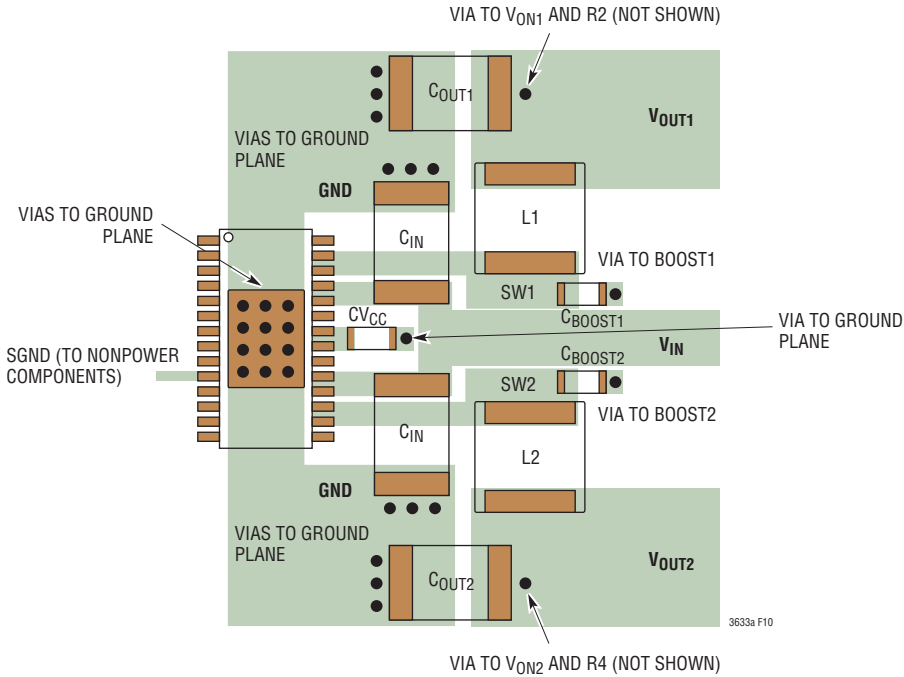 VIA TO VON1 AND R2 (NOT SHOWN)
COUT1
VOUT1
VIAS TO GROUND
PLANE
GND
VIAS TO GROUND
PLANE
CIN
L1
VIA TO BOOST1
SW1
CBOOST1
CVCC
VIA TO GROUND
PLANE
VIN
SGND (TO NONPOWER
COMPONENTS)
CBOOST2
SW2
VIA TO BOOST2
CIN
L2
GND
VIAS TO GROUND
PLANE
COUT2
VOUT2
3633a F10
VIA TO VON2 AND R4 (NOT SHOWN)